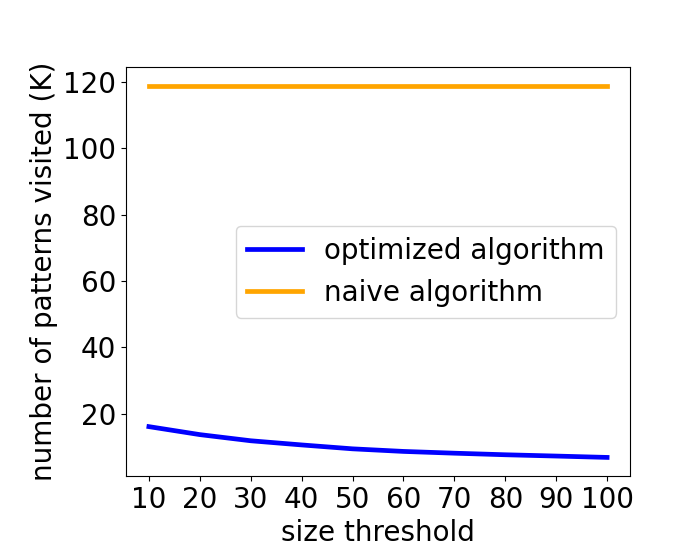 number of patterns visited (K)
120
100
80
60
40
20
optimized algorithm
naive algorithm
10 20 30 40 50 60 70 80 90 100
size threshold